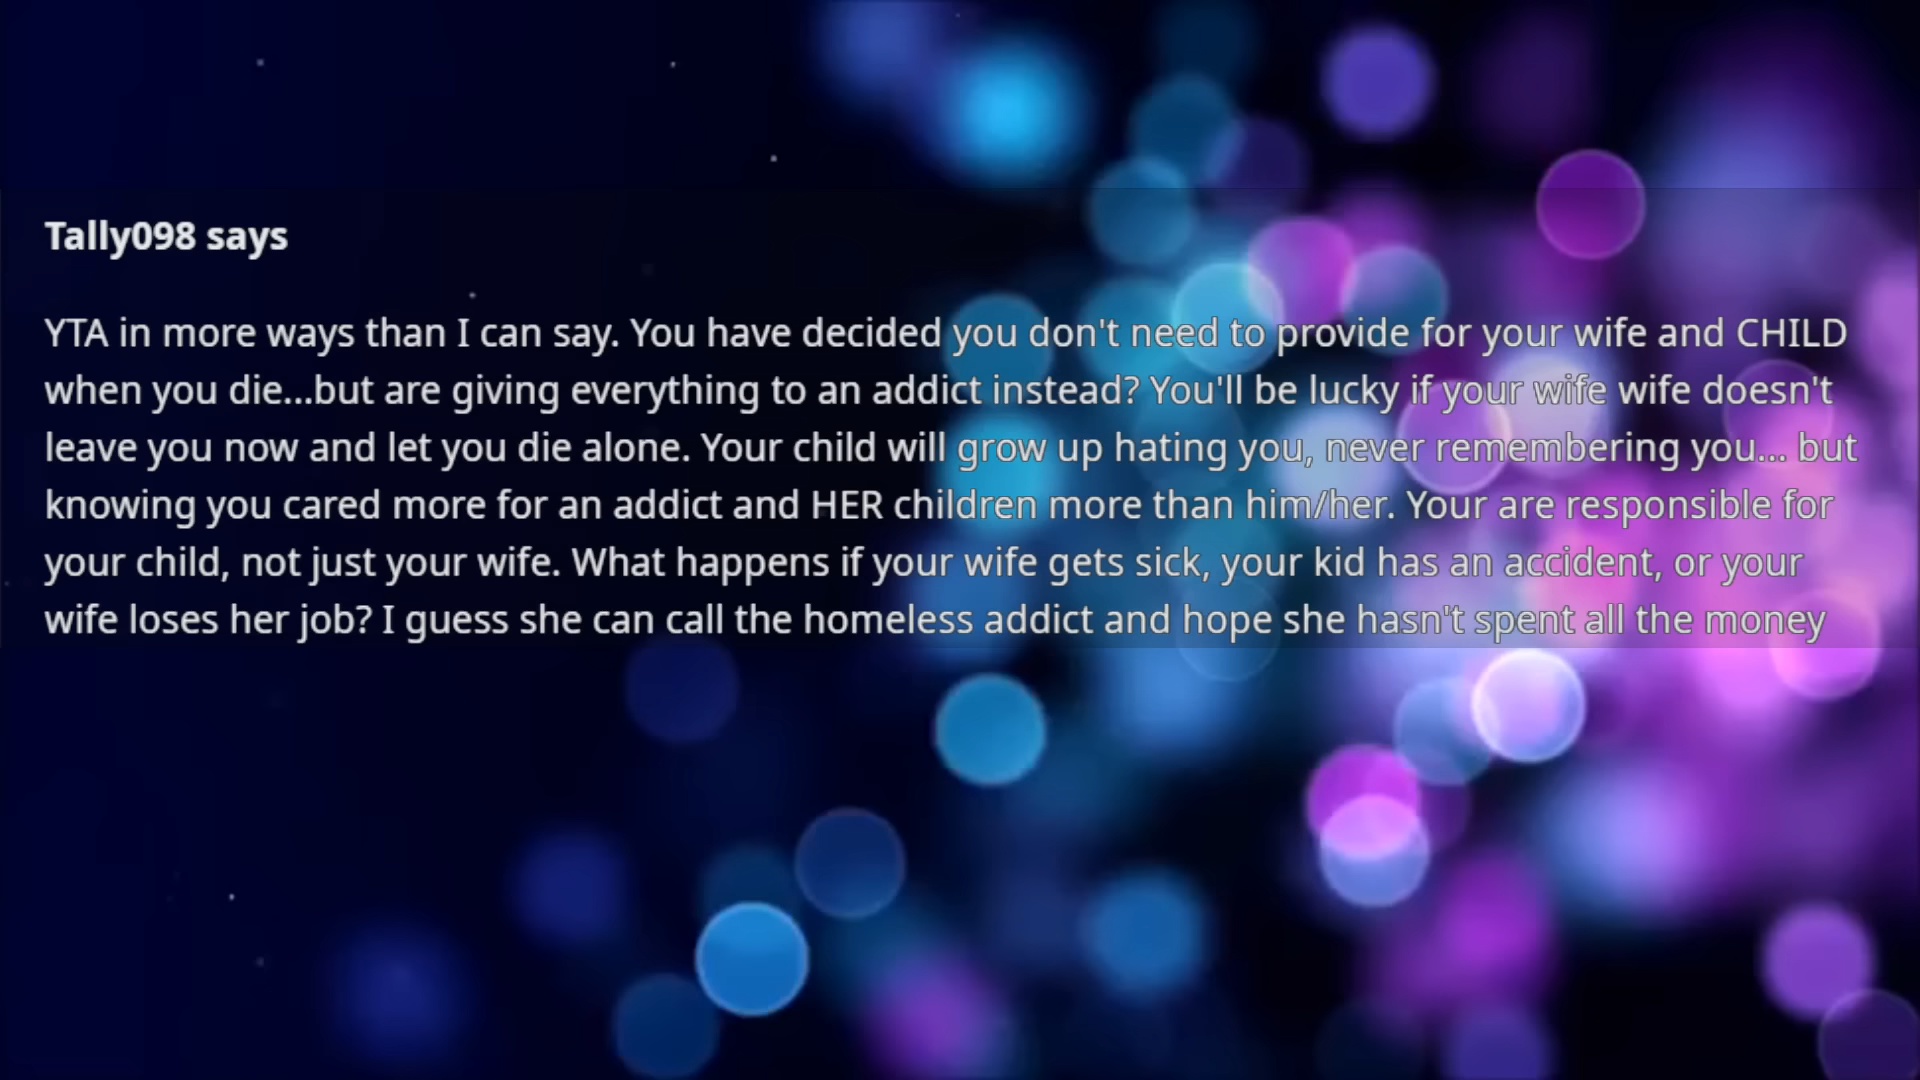 Tally098 says
YTA in more ways than I can say. You have decided you don't need to provide for your wife and CHILD
when you die...but are giving everything to an addict instead? You'll be lucky if your wife wife doesn't
leave you now and let you die alone. Your child will grow up hating you, never remembering you... but
knowing you cared more for an addict and HER children more than him/her. Your are responsible for
your child, not just your wife. What happens if your wife gets sick, your kid has an accident, or your
wife loses her job? I guess she can call the homeless addict and hope she hasn't spent all the money